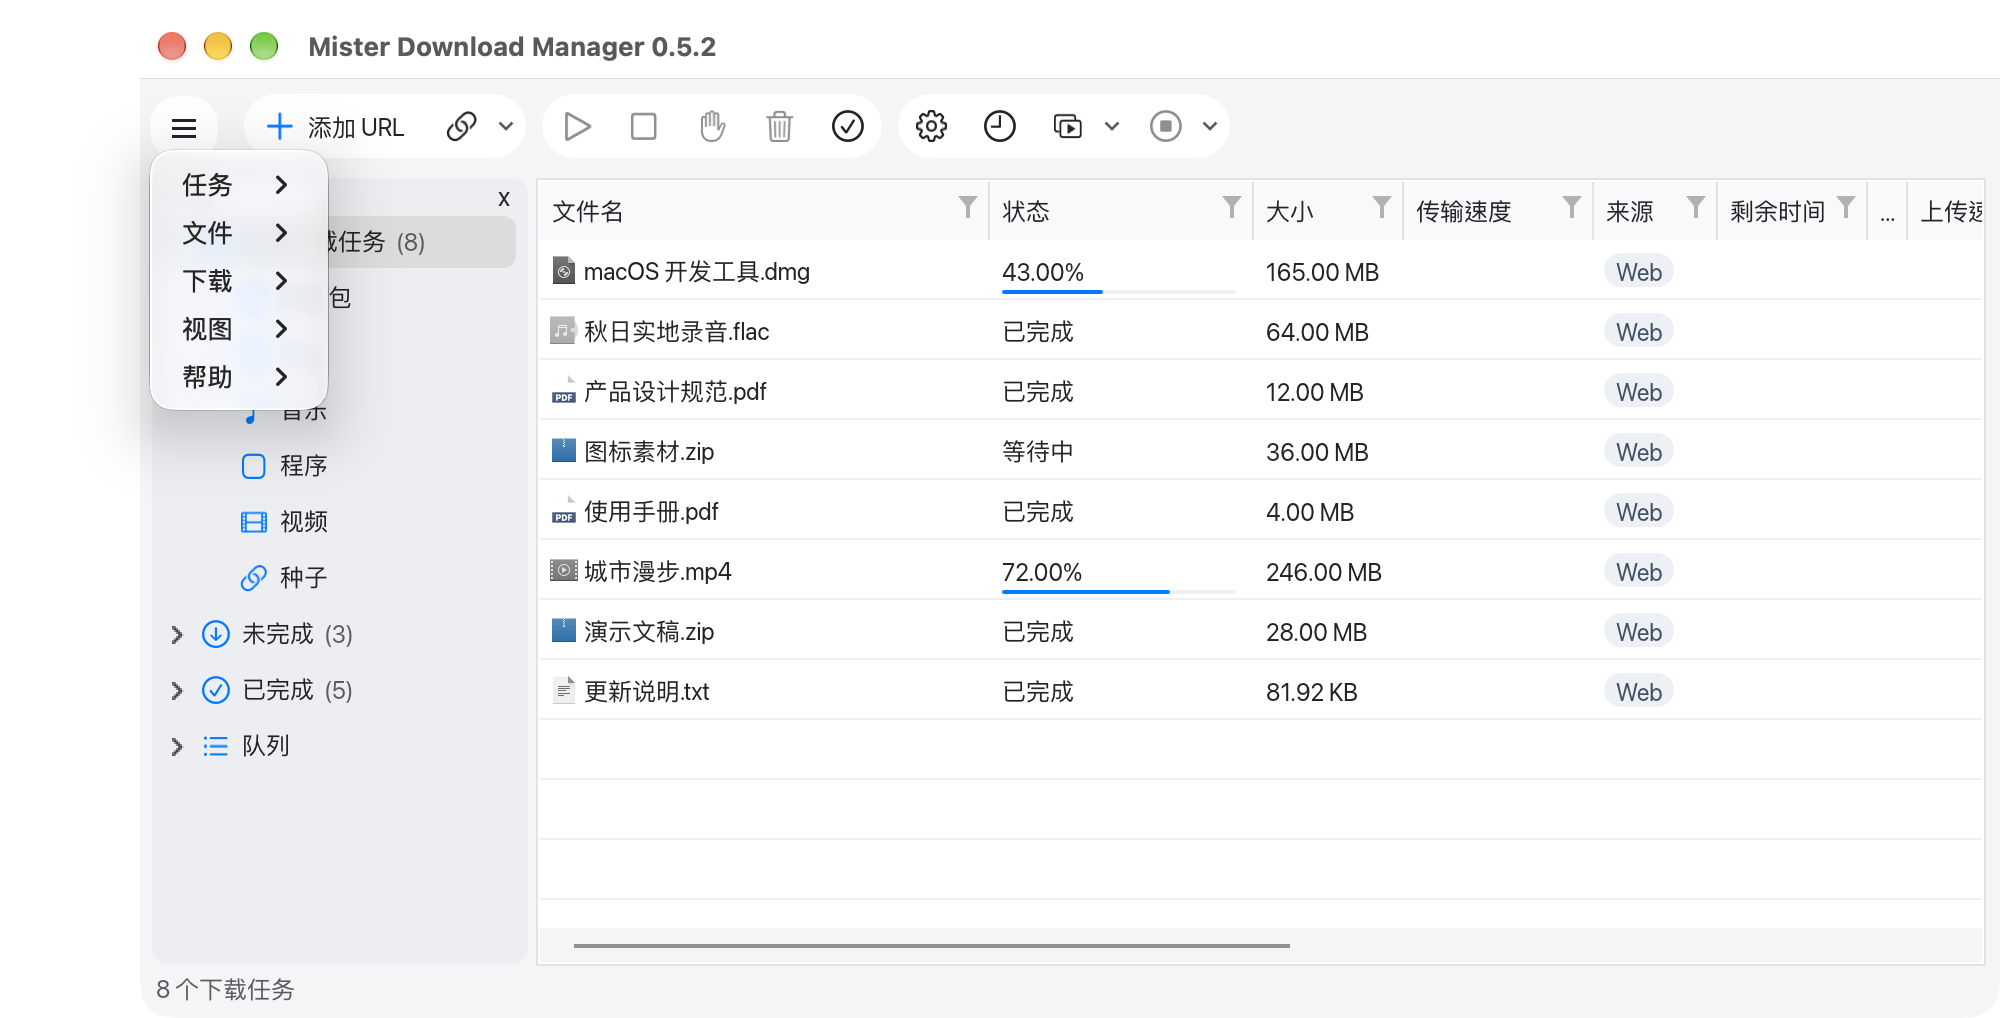 Mister Download Manager 0.5.2
添加 URL
任务
文件
下载
视图
帮助
x
载任务 (8)
包
音乐
程序
视频
种子
未完成 (3)
已完成 (5)
队列
文件名 状态 大小 传输速度 来源 剩余时间 ... 上传速
macOS 开发工具.dmg 43.00% 165.00 MB Web
秋日实地录音.flac 已完成 64.00 MB Web
产品设计规范.pdf 已完成 12.00 MB Web
图标素材.zip 等待中 36.00 MB Web
使用手册.pdf 已完成 4.00 MB Web
城市漫步.mp4 72.00% 246.00 MB Web
演示文稿.zip 已完成 28.00 MB Web
更新说明.txt 已完成 81.92 KB Web
8 个下载任务